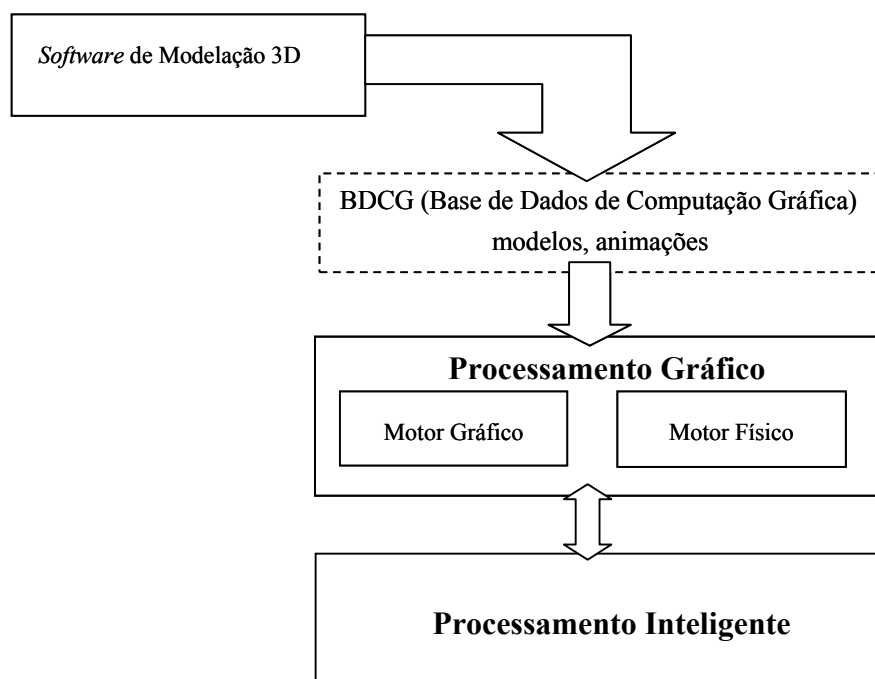 Software de Modelação 3D
BDCG (Base de Dados de Computação Gráfica)
modelos, animações
Processamento Gráfico
Motor Gráfico
Motor Físico
Processamento Inteligente